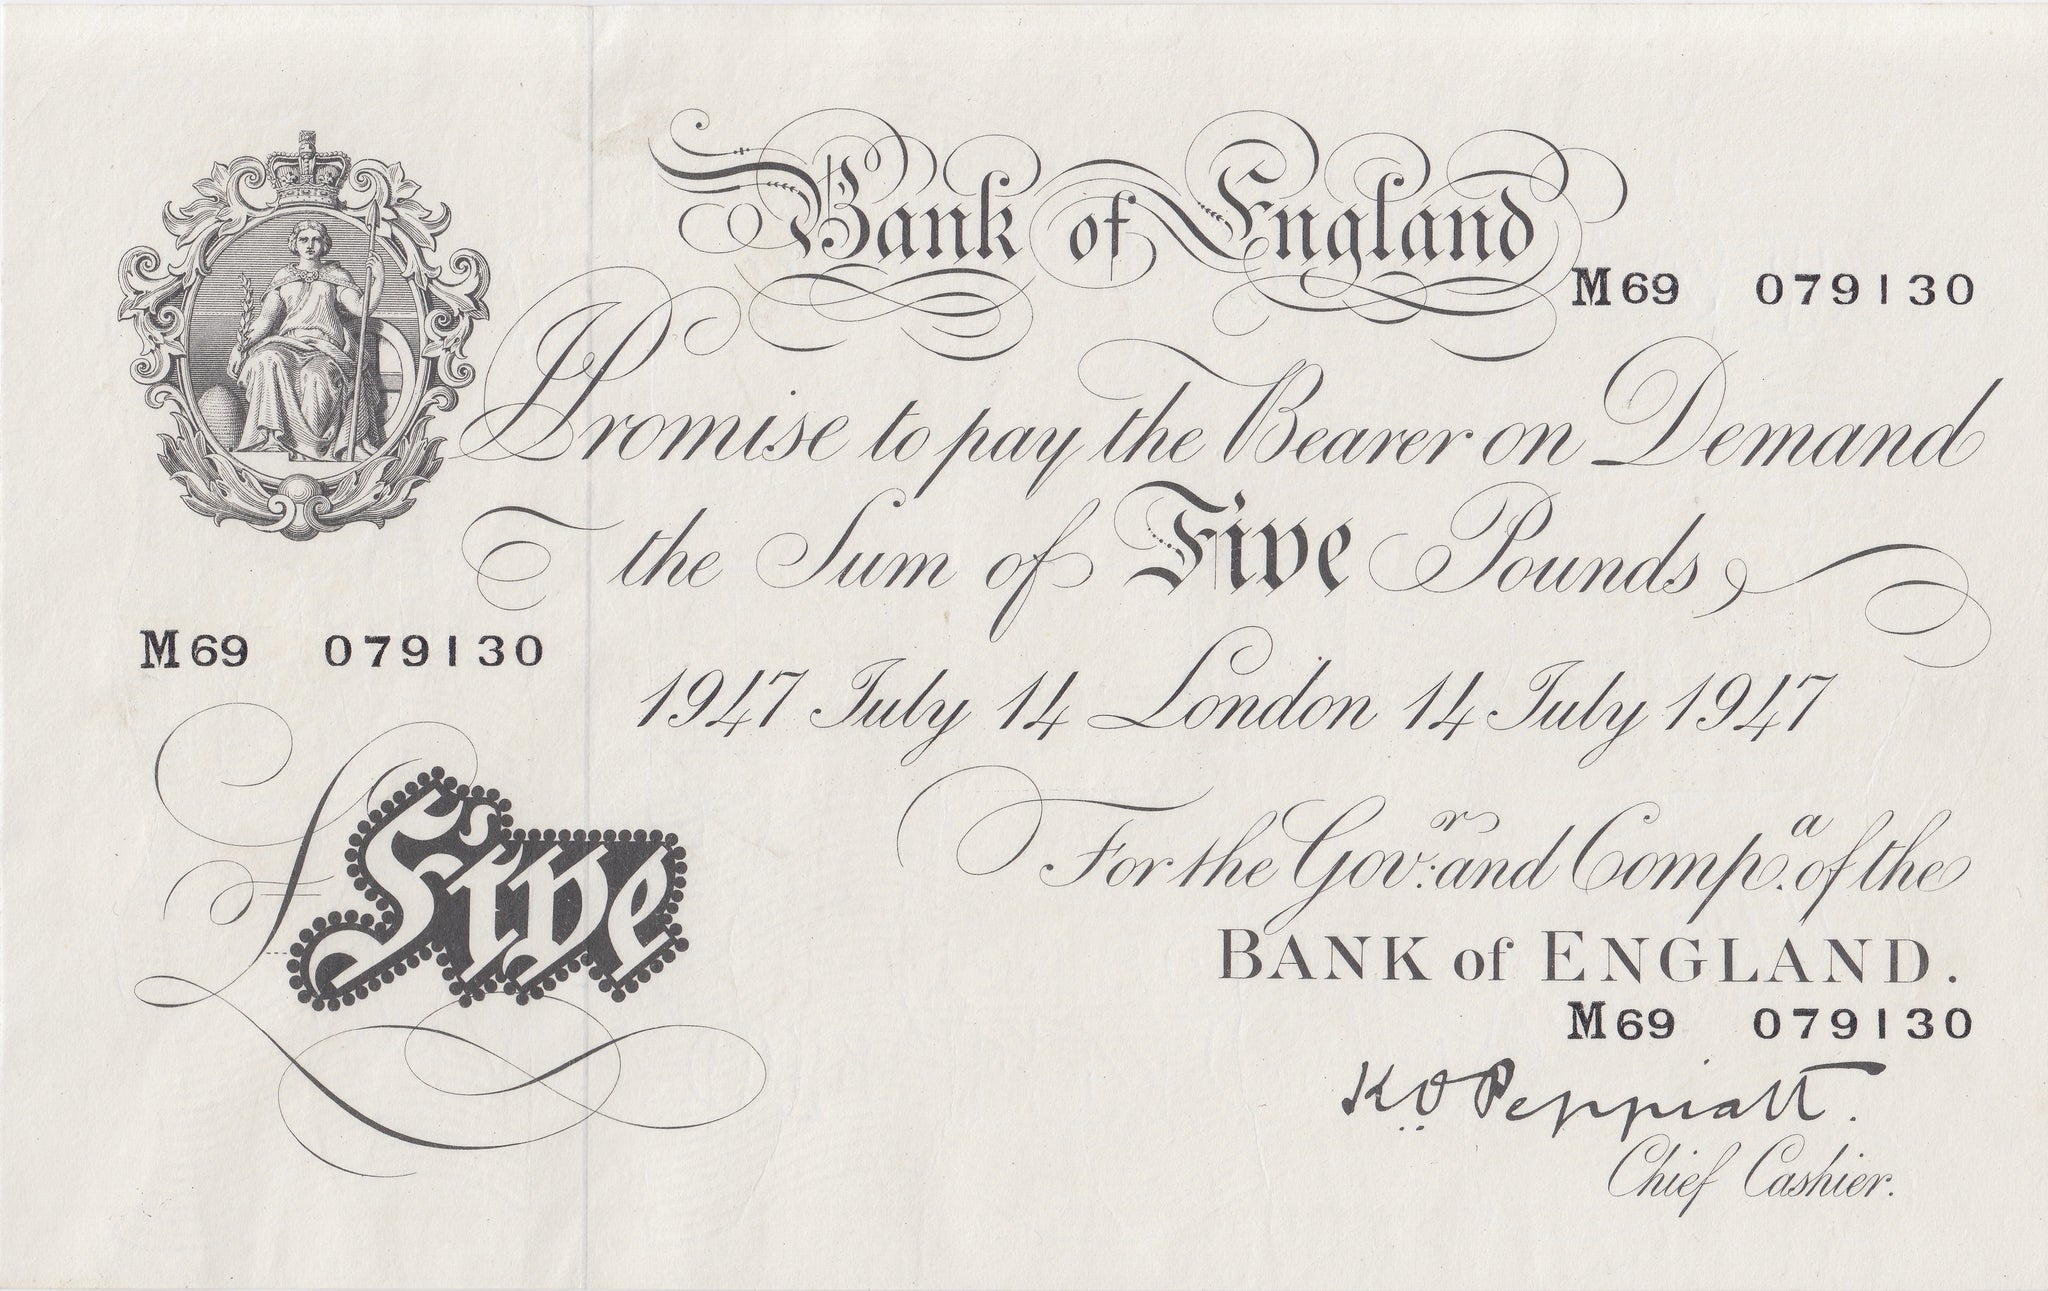 Bank of England
M69 079130
I Promise to pay the Bearer on Demand
the Sum of Five Pounds
M69 079130
1947 July 14 London 14 July 1947
£Five
For the Govr. and Compa. of the
BANK of ENGLAND.
M69 079130
K.O. Peppiatt.
Chief Cashier.